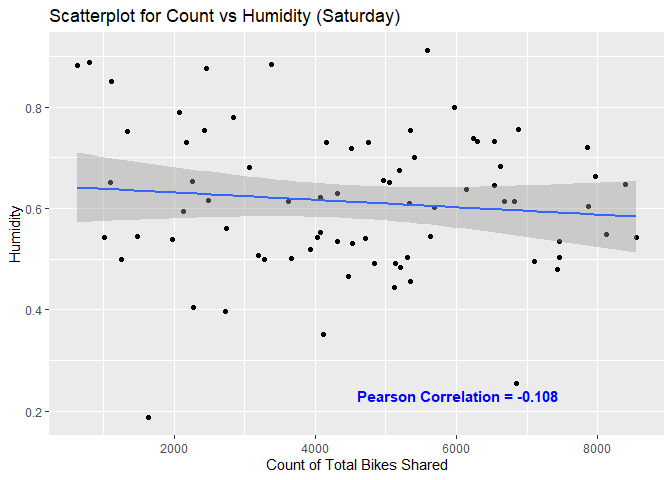 Scatterplot for Count vs Humidity (Saturday)
Humidity
0.8
0.6
0.4
0.2
Pearson Correlation = -0.108
2000 4000 6000 8000
Count of Total Bikes Shared